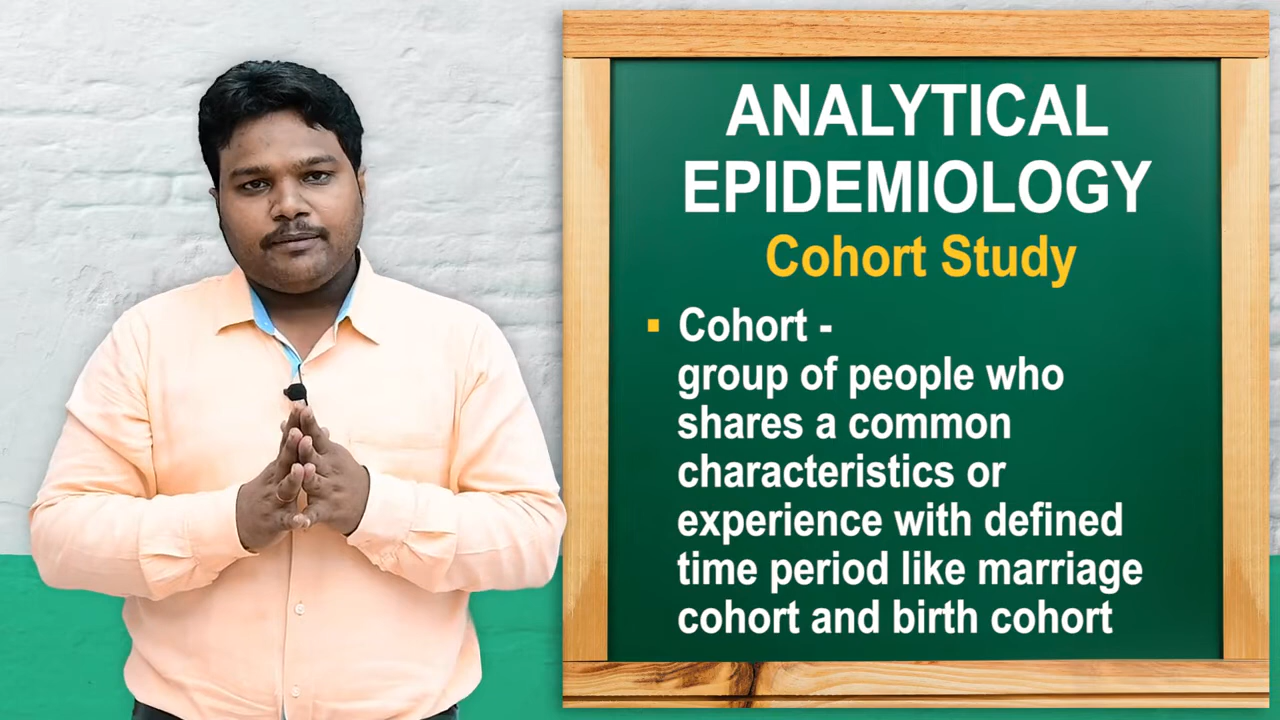 ANALYTICAL
EPIDEMIOLOGY
Cohort Study
▪ Cohort -
group of people who
shares a common
characteristics or
experience with defined
time period like marriage
cohort and birth cohort